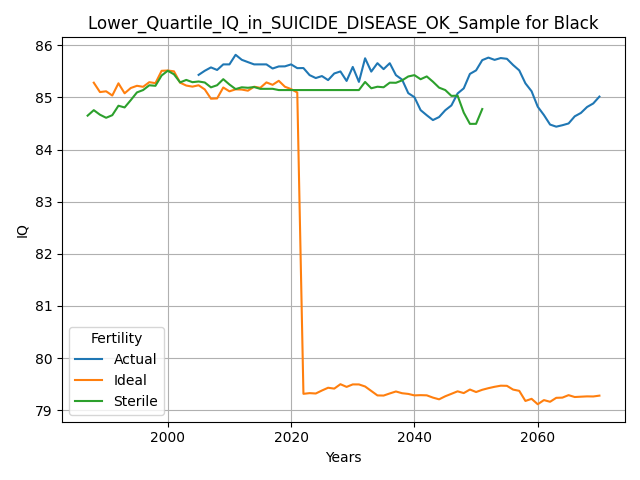 Lower_Quartile_IQ_in_SUICIDE_DISEASE_OK_Sample for Black
86
85
84
83
82
81
80
79
IQ
Fertility
Actual
Ideal
Sterile
2000 2020 2040 2060
Years